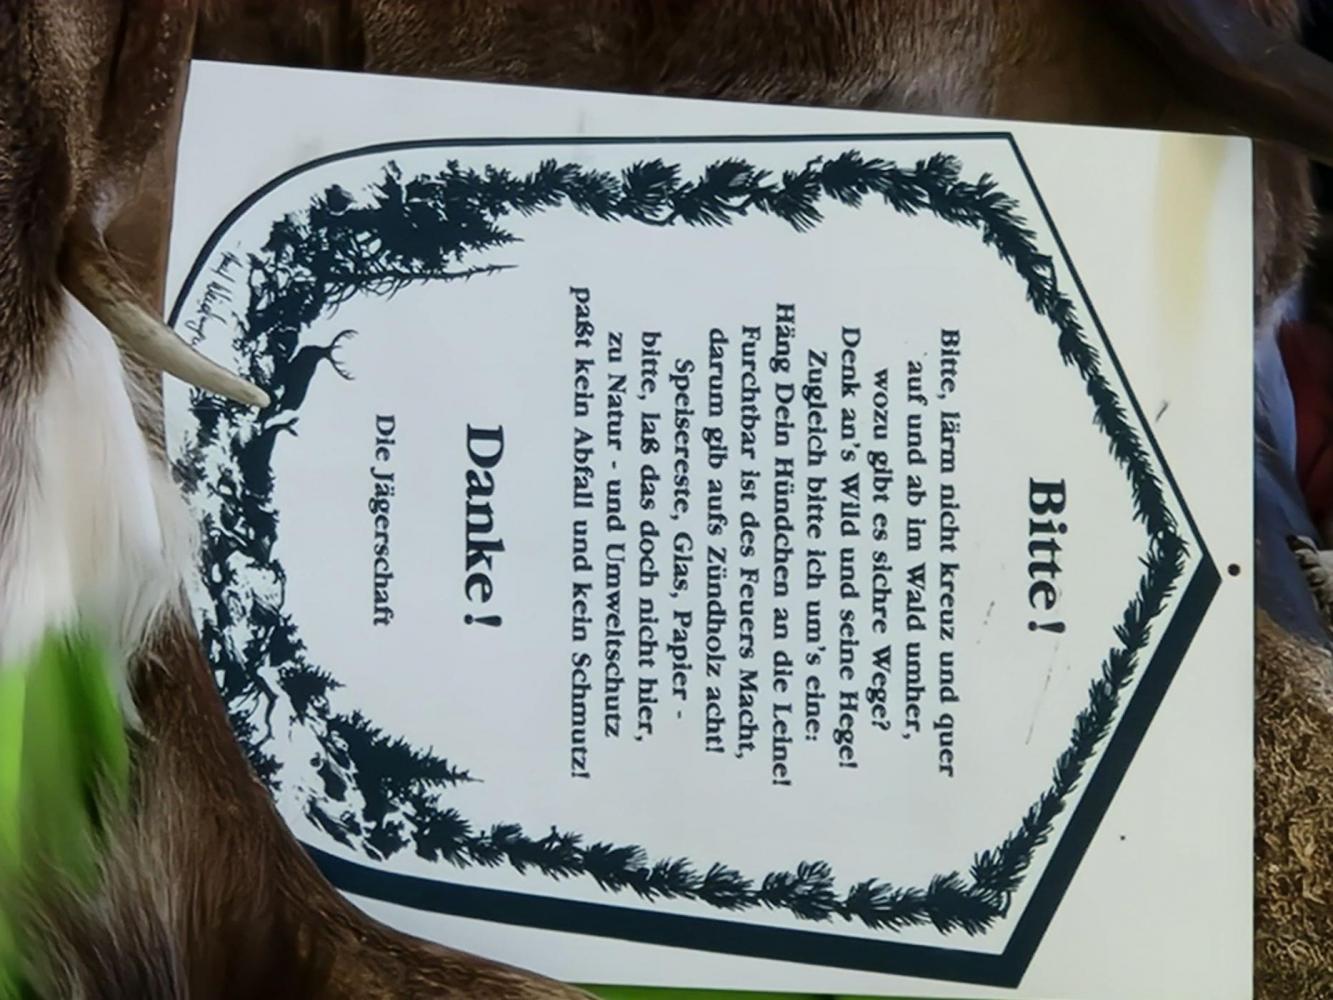 Bitte!
Bitte, lärm nicht kreuz und quer
auf und ab im Wald umher,
wozu gibt es sichre Wege?
Denk an's Wild und seine Hege!
Zugleich bitte ich um's eine:
Häng Dein Hündchen an die Leine!
Furchtbar ist des Feuers Macht,
darum gib aufs Zündholz acht!
Speisereste, Glas, Papier -
bitte, laß das doch nicht hier,
zu Natur - und Umweltschutz
paßt kein Abfall und kein Schmutz!
Danke!
Die Jägerschaft